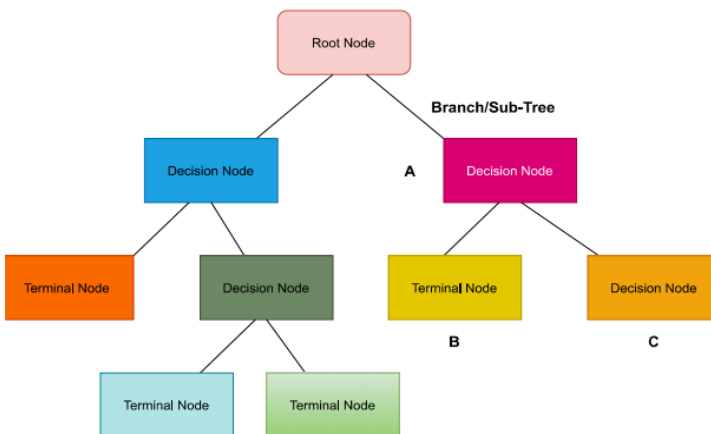 Root Node
Branch/Sub-Tree
Decision Node
A
Decision Node
Terminal Node
Decision Node
Terminal Node
Decision Node
B
C
Terminal Node
Terminal Node